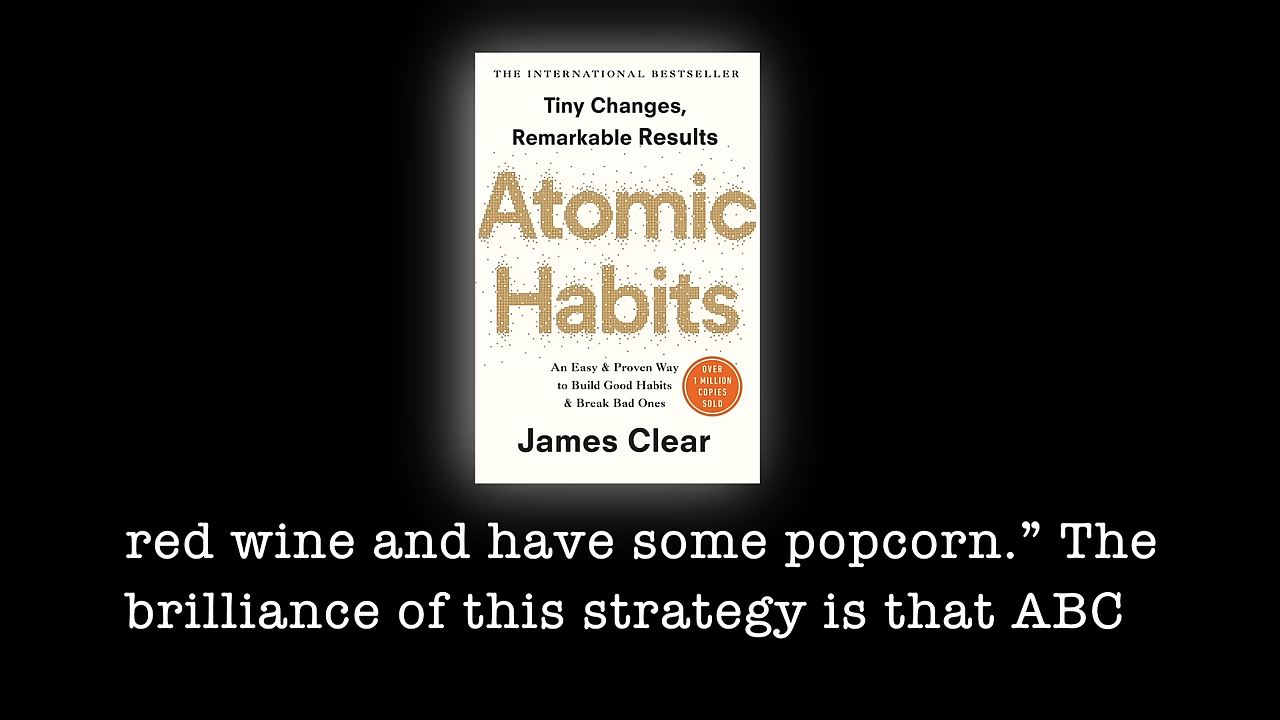 THE INTERNATIONAL BESTSELLER
Tiny Changes,
Remarkable Results
Atomic
Habits
An Easy & Proven Way
to Build Good Habits
& Break Bad Ones
OVER
1 MILLION
COPIES
SOLD
James Clear
red wine and have some popcorn.” The
brilliance of this strategy is that ABC